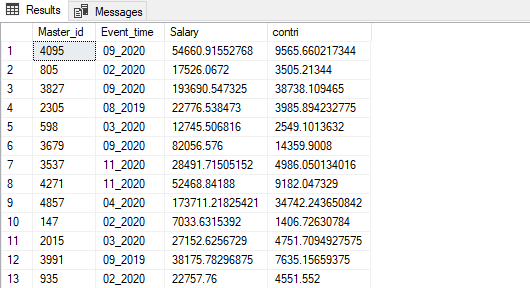 Results Messages
Master_id Event_time Salary contri
1 4095 09_2020 54660.91552768 9565.660217344
2 805 02_2020 17526.0672 3505.21344
3 3827 09_2020 193690.547325 38738.109465
4 2305 08_2019 22776.538473 3985.894232775
5 598 03_2020 12745.506816 2549.1013632
6 3679 09_2020 82056.576 14359.9008
7 3537 11_2020 28491.71505152 4986.050134016
8 4271 11_2020 52468.84188 9182.047329
9 4857 04_2020 173711.21825421 34742.243650842
10 147 02_2020 7033.6315392 1406.72630784
11 2015 03_2020 27152.6256729 4751.7094927575
12 3991 09_2019 38175.78296875 7635.15659375
13 935 02_2020 22757.76 4551.552